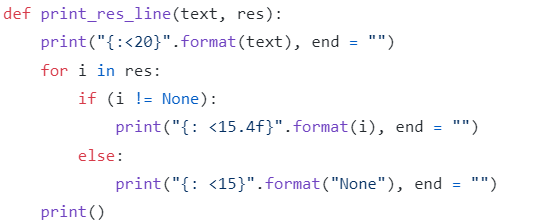 def print_res_line(text, res):
    print("{:<20}".format(text), end = "")
    for i in res:
        if (i != None):
            print("{: <15.4f}".format(i), end = "")
        else:
            print("{: <15}".format("None"), end = "")
    print()